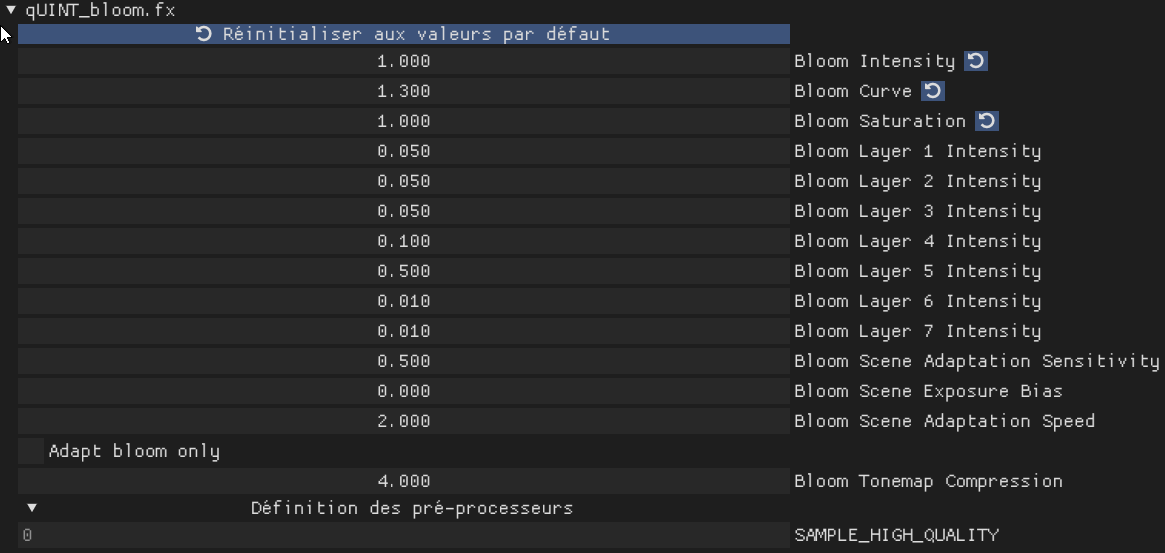 qUINT_bloom.fx
Réinitialiser aux valeurs par défaut
1.000 Bloom Intensity
1.300 Bloom Curve
1.000 Bloom Saturation
0.050 Bloom Layer 1 Intensity
0.050 Bloom Layer 2 Intensity
0.050 Bloom Layer 3 Intensity
0.100 Bloom Layer 4 Intensity
0.500 Bloom Layer 5 Intensity
0.010 Bloom Layer 6 Intensity
0.010 Bloom Layer 7 Intensity
0.500 Bloom Scene Adaptation Sensitivity
0.000 Bloom Scene Exposure Bias
2.000 Bloom Scene Adaptation Speed
Adapt bloom only
4.000 Bloom Tonemap Compression
Définition des pré-processeurs
0 SAMPLE_HIGH_QUALITY